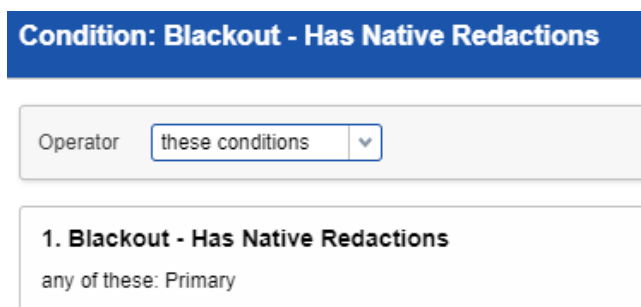 Condition: Blackout - Has Native Redactions
Operator these conditions
1. Blackout - Has Native Redactions
any of these: Primary